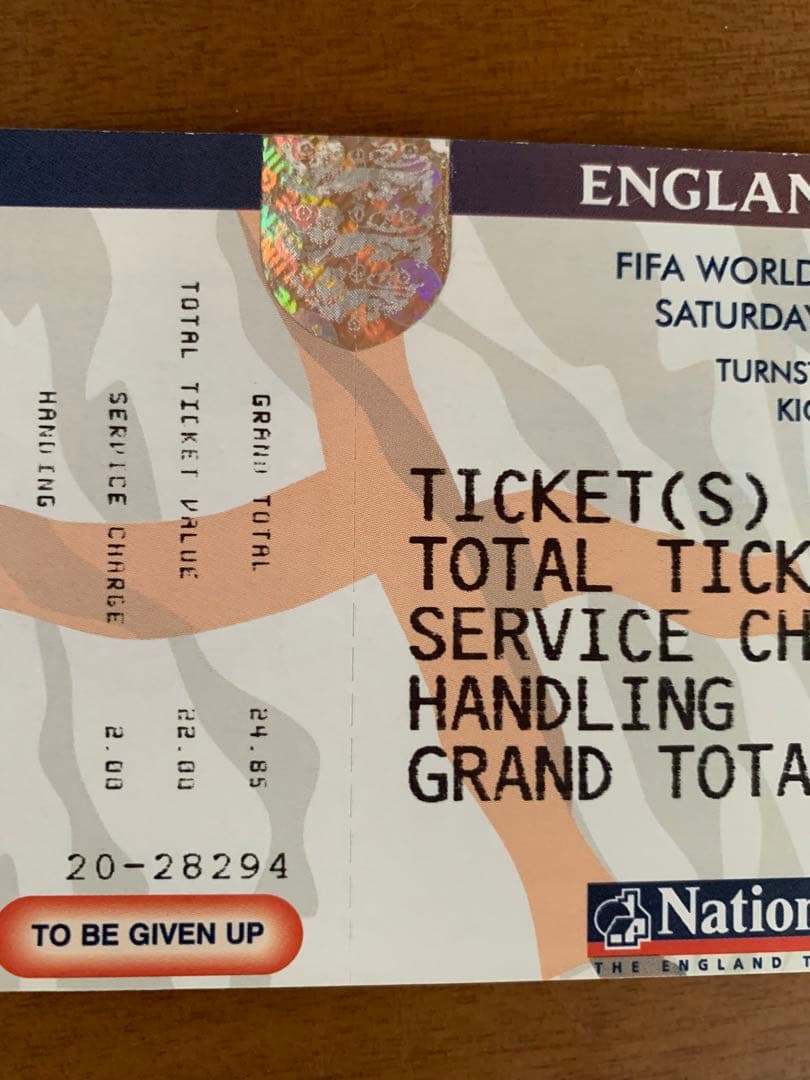 GRAND TOTAL 24.85
TOTAL TICKET VALUE 22.00
SERVICE CHARGE 2.00
HANDING
20-28294
TO BE GIVEN UP
ENGLAN
FIFA WORLD
SATURDAY
TURNST
KIC
TICKET(S)
TOTAL TICK
SERVICE CH
HANDLING
GRAND TOTA
Nation
THE ENGLAND T